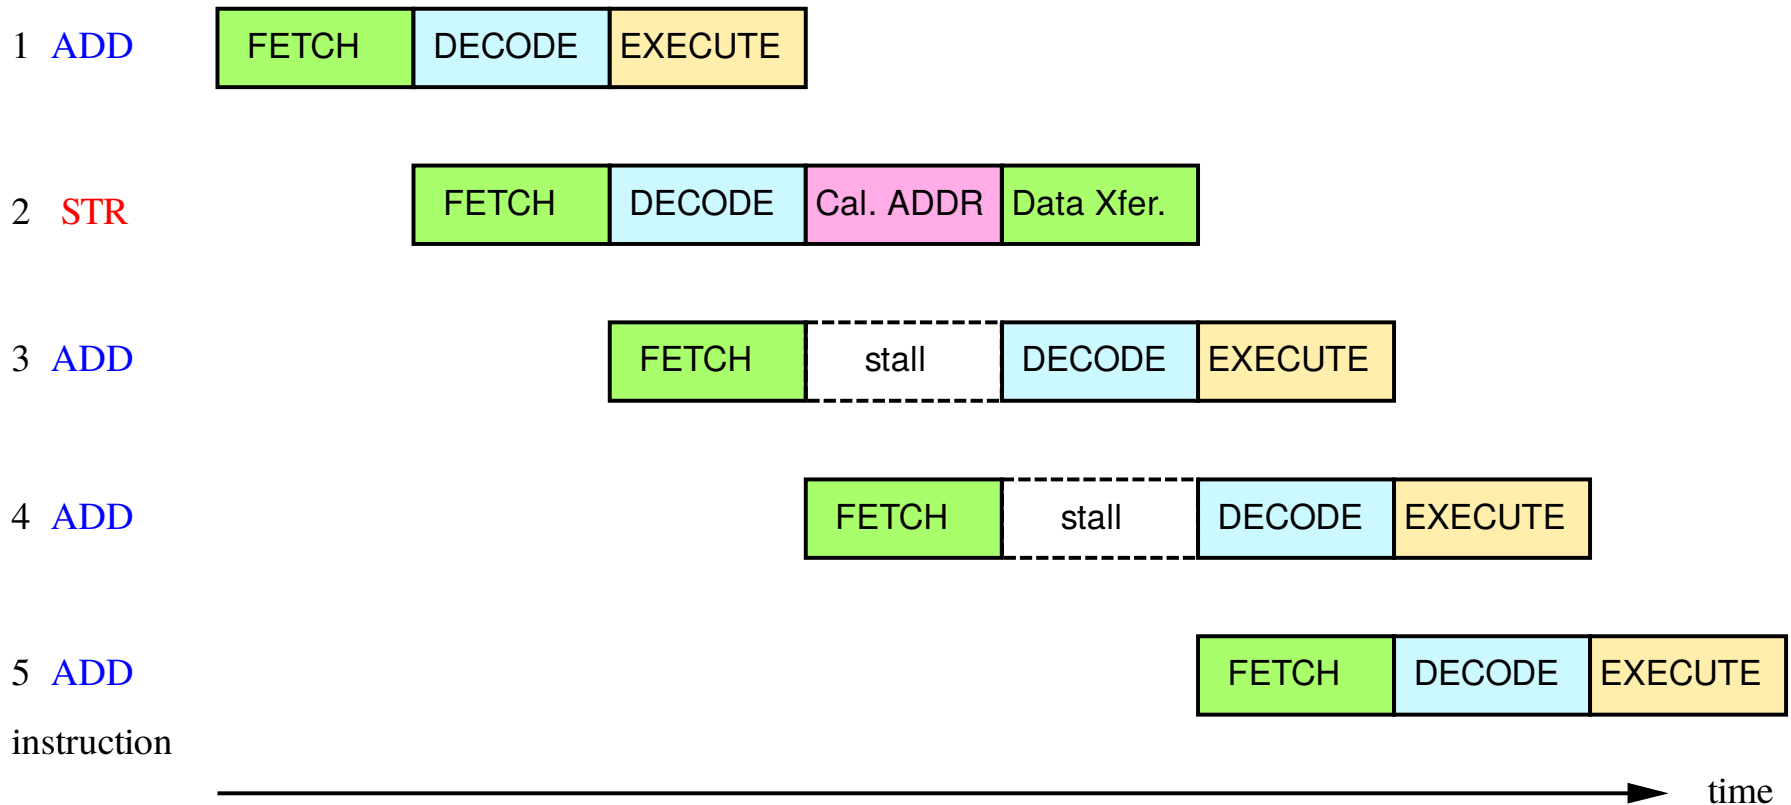 1 ADD FETCH DECODE EXECUTE
2 STR FETCH DECODE Cal. ADDR Data Xfer.
3 ADD FETCH stall DECODE EXECUTE
4 ADD FETCH stall DECODE EXECUTE
5 ADD FETCH DECODE EXECUTE
instruction
time